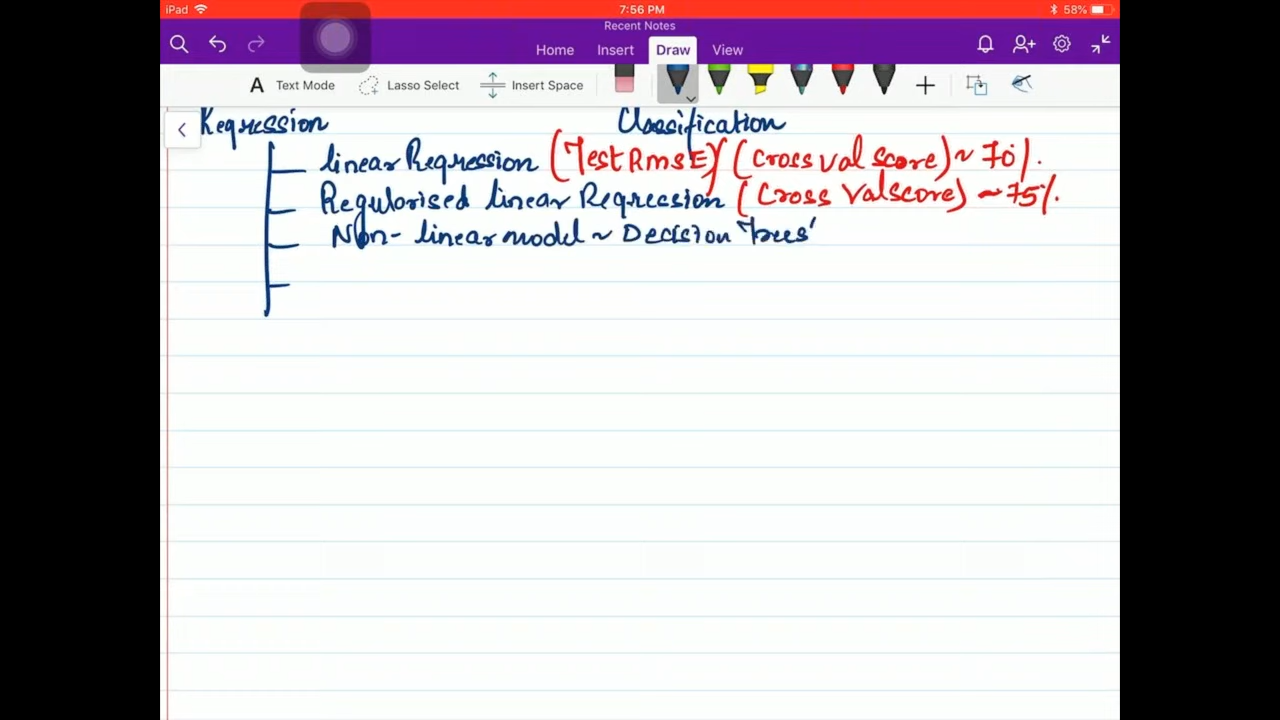 iPad 7:56 PM 58%
Recent Notes
Home Insert Draw View
A Text Mode Lasso Select Insert Space
Regression Classification
linear Regression (Test RmsE) (Cross val score) ~ 70%.
Regularised linear Regression (Cross Valscore) ~ 75%.
Non-linear model ~ Decision Trees'